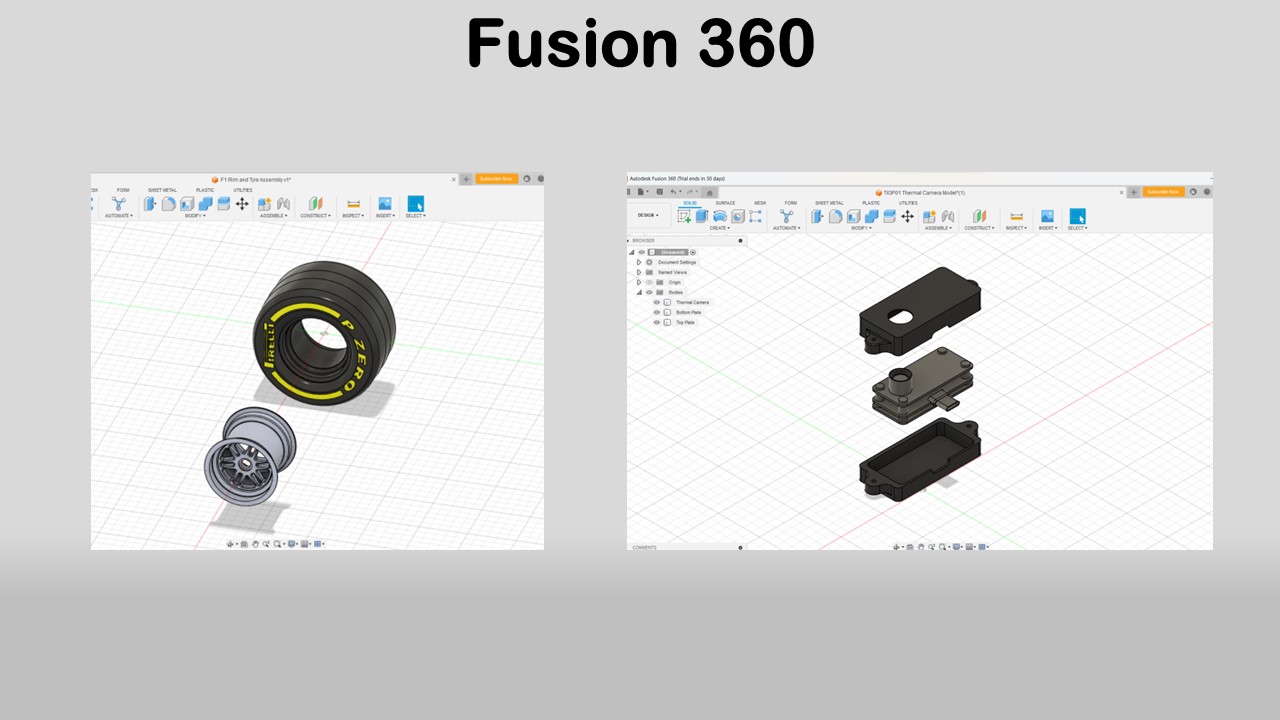 Fusion 360
F1 Rim and Tyre Assembly v1*
Subscribe Now
FORM
SHEET METAL
PLASTIC
UTILITIES
AUTOMATE
MODIFY
ASSEMBLE
CONSTRUCT
INSPECT
INSERT
SELECT
PIRELLI
P ZERO
Autodesk Fusion 360 (Trial ends in 30 days)
TIOP01 Thermal Camera Model*(1)
Subscribe Now
DESIGN
SOLID
SURFACE
MESH
FORM
SHEET METAL
PLASTIC
UTILITIES
CREATE
AUTOMATE
MODIFY
ASSEMBLE
CONSTRUCT
INSPECT
INSERT
SELECT
BROWSER
(Unsaved)
Document Settings
Named Views
Origin
Bodies
Thermal Camera
Bottom Plate
Top Plate
COMMENTS